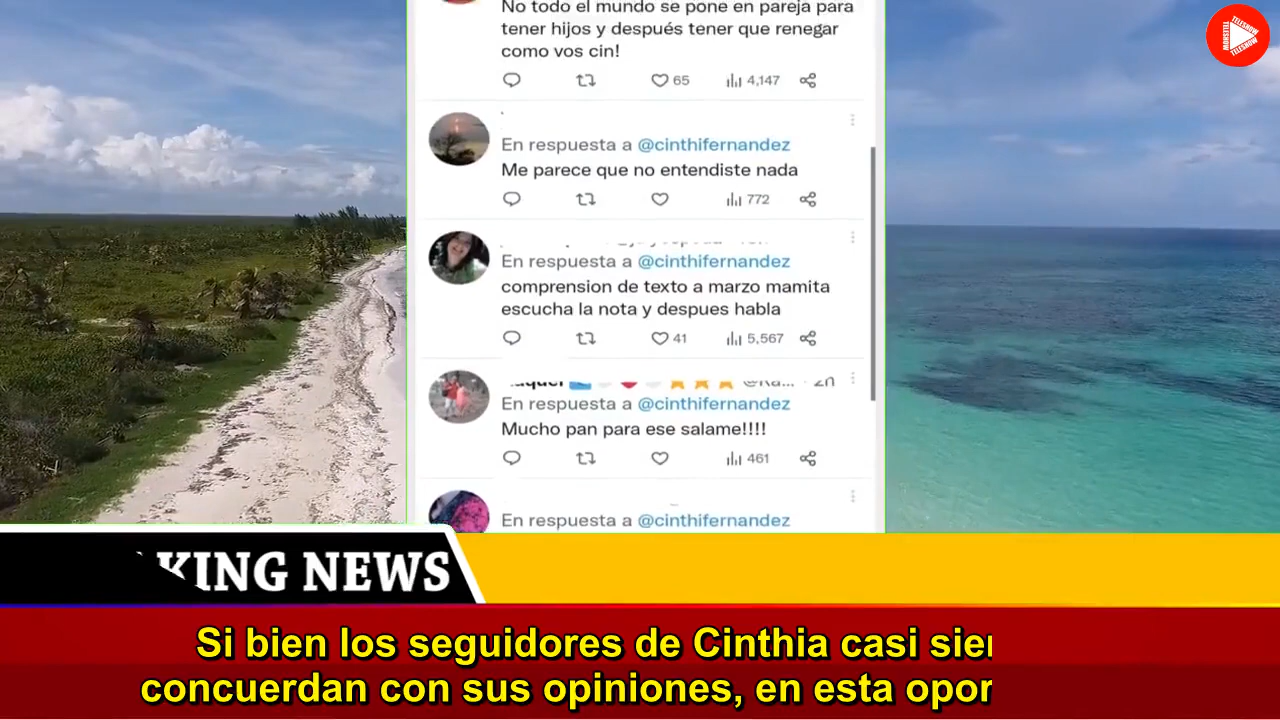 No todo el mundo se pone en pareja para
tener hijos y después tener que renegar
como vos cin!
65 4,147
En respuesta a @cinthifernandez
Me parece que no entendiste nada
772
En respuesta a @cinthifernandez
comprension de texto a marzo mamita
escucha la nota y despues habla
41 5,567
En respuesta a @cinthifernandez
Mucho pan para ese salame!!!!
461
En respuesta a @cinthifernandez
KING NEWS
Si bien los seguidores de Cinthia casi sier
concuerdan con sus opiniones, en esta opor
TELESHOW